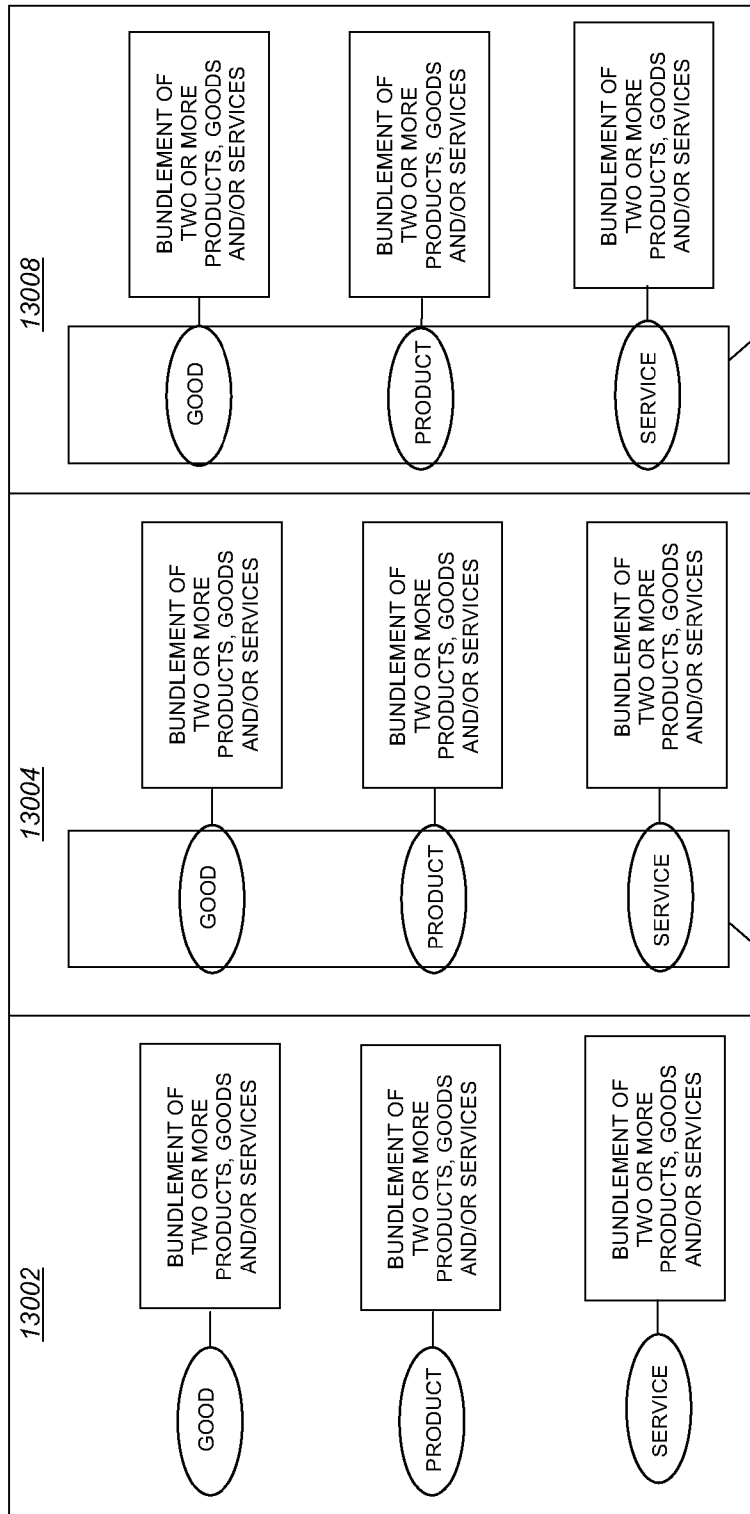 13002
GOOD
BUNDLEMENT OF
TWO OR MORE
PRODUCTS, GOODS
AND/OR SERVICES
PRODUCT
BUNDLEMENT OF
TWO OR MORE
PRODUCTS, GOODS
AND/OR SERVICES
SERVICE
BUNDLEMENT OF
TWO OR MORE
PRODUCTS, GOODS
AND/OR SERVICES
13004
GOOD
BUNDLEMENT OF
TWO OR MORE
PRODUCTS, GOODS
AND/OR SERVICES
PRODUCT
BUNDLEMENT OF
TWO OR MORE
PRODUCTS, GOODS
AND/OR SERVICES
SERVICE
BUNDLEMENT OF
TWO OR MORE
PRODUCTS, GOODS
AND/OR SERVICES
13008
GOOD
BUNDLEMENT OF
TWO OR MORE
PRODUCTS, GOODS
AND/OR SERVICES
PRODUCT
BUNDLEMENT OF
TWO OR MORE
PRODUCTS, GOODS
AND/OR SERVICES
SERVICE
BUNDLEMENT OF
TWO OR MORE
PRODUCTS, GOODS
AND/OR SERVICES